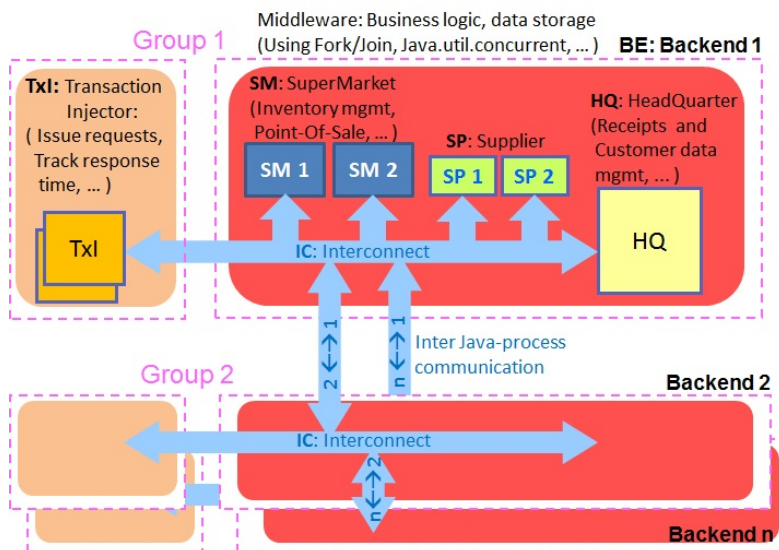 Middleware: Business logic, data storage
(Using Fork/Join, Java.util.concurrent, ... )
Group 1
BE: Backend 1
TxI: Transaction
Injector:
( Issue requests,
Track response
time, ... )
SM: SuperMarket
(Inventory mgmt,
Point-Of-Sale, ... )
SP: Supplier
HQ: HeadQuarter
(Receipts and
Customer data
mgmt, ... )
SM 1
SM 2
SP 1
SP 2
TxI
HQ
IC: Interconnect
2 <--> 1
n <--> 1
Inter Java-process
communication
Group 2
Backend 2
IC: Interconnect
n <--> 2
Backend n